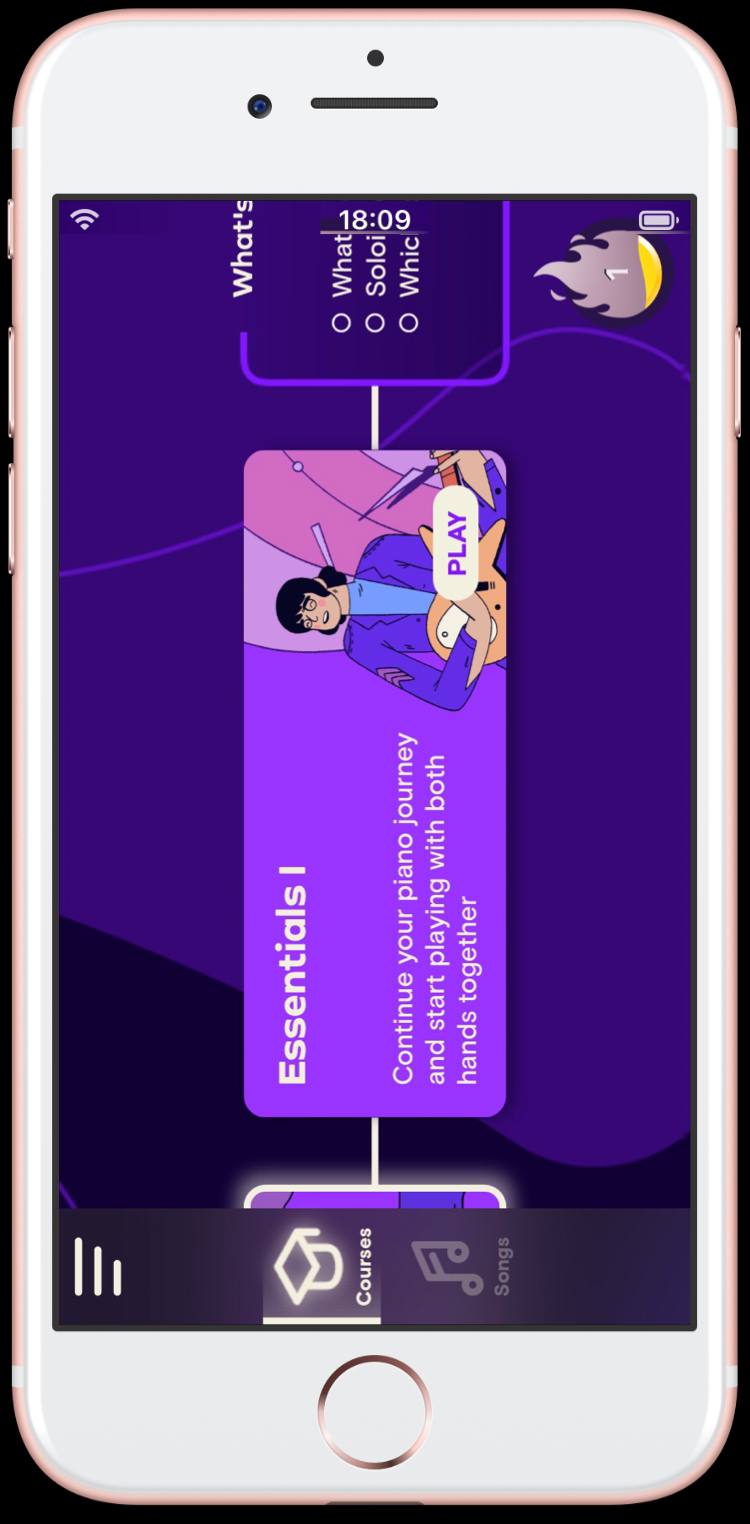 18:09
Essentials I
Continue your piano journey
and start playing with both
hands together
PLAY
What's
What
Soloi
Whic
1
Courses
Songs